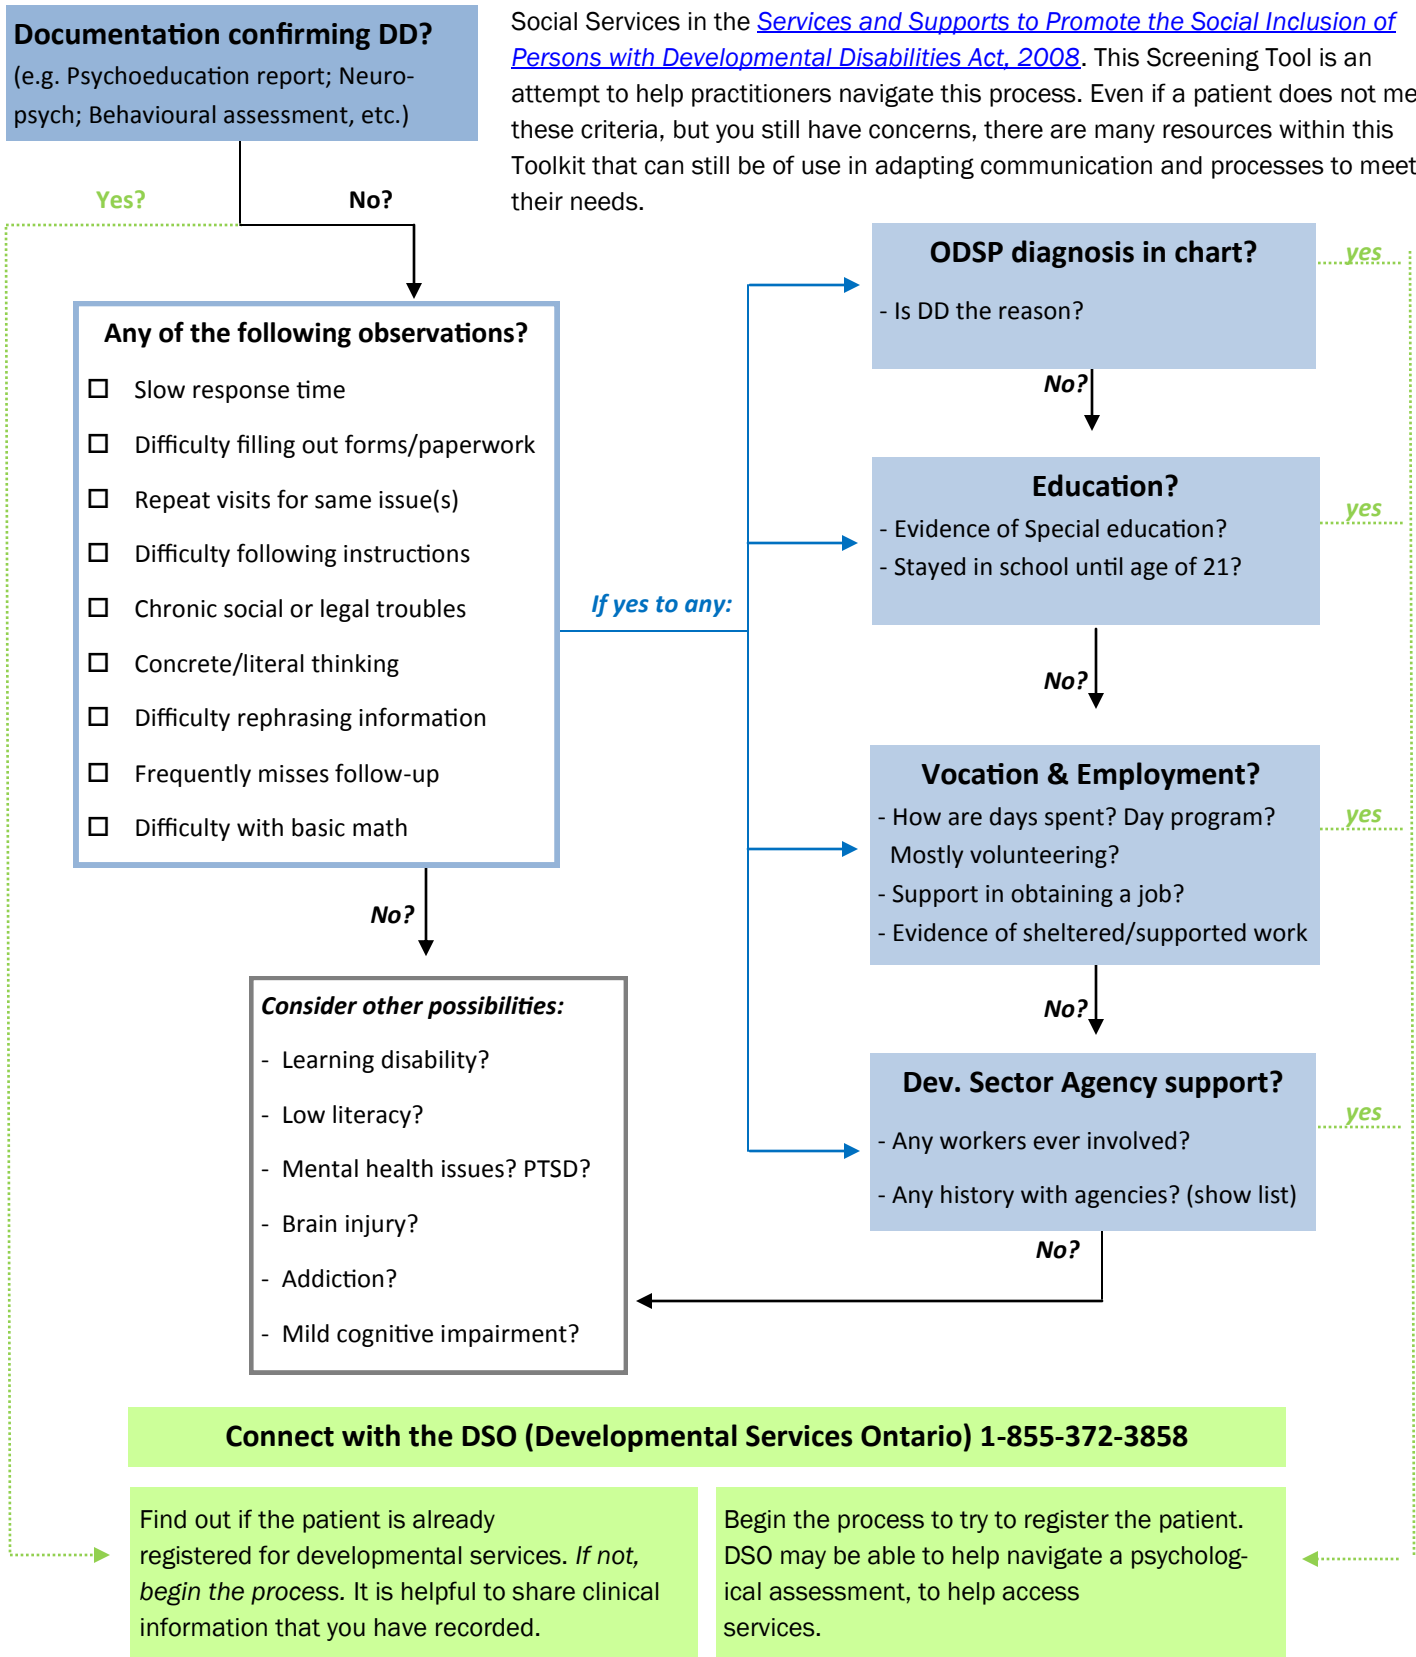 Documentation confirming DD?
(e.g. Psychoeducation report; Neuro-
psych; Behavioural assessment, etc.)
Social Services in the Services and Supports to Promote the Social Inclusion of
Persons with Developmental Disabilities Act, 2008. This Screening Tool is an
attempt to help practitioners navigate this process. Even if a patient does not me
these criteria, but you still have concerns, there are many resources within this
Toolkit that can still be of use in adapting communication and processes to meet
their needs.
Yes?
No?
Any of the following observations?
Slow response time
Difficulty filling out forms/paperwork
Repeat visits for same issue(s)
Difficulty following instructions
Chronic social or legal troubles
Concrete/literal thinking
Difficulty rephrasing information
Frequently misses follow-up
Difficulty with basic math
If yes to any:
No?
Consider other possibilities:
- Learning disability?
- Low literacy?
- Mental health issues? PTSD?
- Brain injury?
- Addiction?
- Mild cognitive impairment?
ODSP diagnosis in chart?
- Is DD the reason?
yes
No?
Education?
- Evidence of Special education?
- Stayed in school until age of 21?
yes
No?
Vocation & Employment?
- How are days spent? Day program?
Mostly volunteering?
- Support in obtaining a job?
- Evidence of sheltered/supported work
yes
No?
Dev. Sector Agency support?
- Any workers ever involved?
- Any history with agencies? (show list)
yes
No?
Connect with the DSO (Developmental Services Ontario) 1-855-372-3858
Find out if the patient is already
registered for developmental services. If not,
begin the process. It is helpful to share clinical
information that you have recorded.
Begin the process to try to register the patient.
DSO may be able to help navigate a psycholog-
ical assessment, to help access
services.